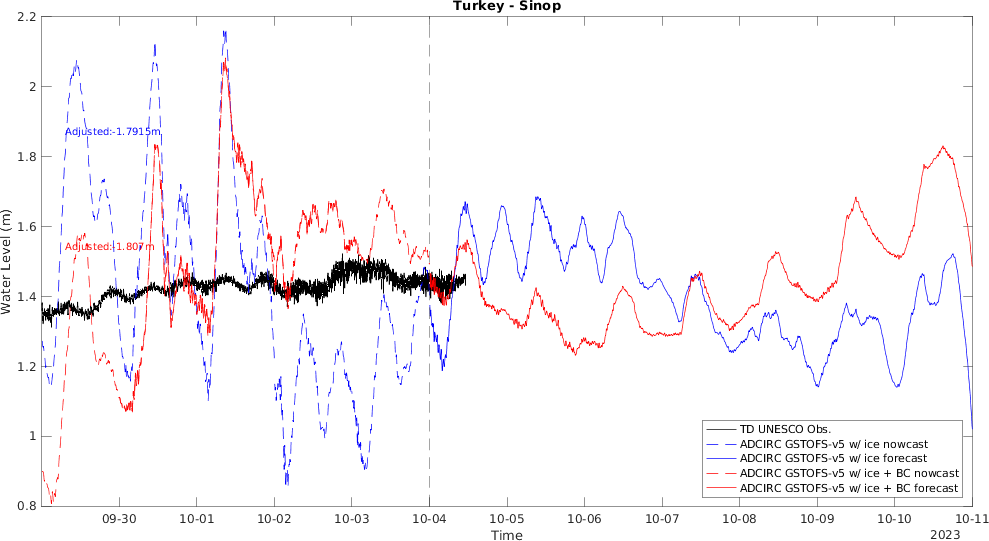 Turkey - Sinop
2.2
2
1.8
1.6
1.4
1.2
1
0.8
Water Level (m)
Adjusted:-1.7915m
Adjusted:-1.807m
TD UNESCO Obs.
ADCIRC GSTOFS-v5 w/ ice nowcast
ADCIRC GSTOFS-v5 w/ ice forecast
ADCIRC GSTOFS-v5 w/ ice + BC nowcast
ADCIRC GSTOFS-v5 w/ ice + BC forecast
09-30 10-01 10-02 10-03 10-04 10-05 10-06 10-07 10-08 10-09 10-10 10-11
Time
2023